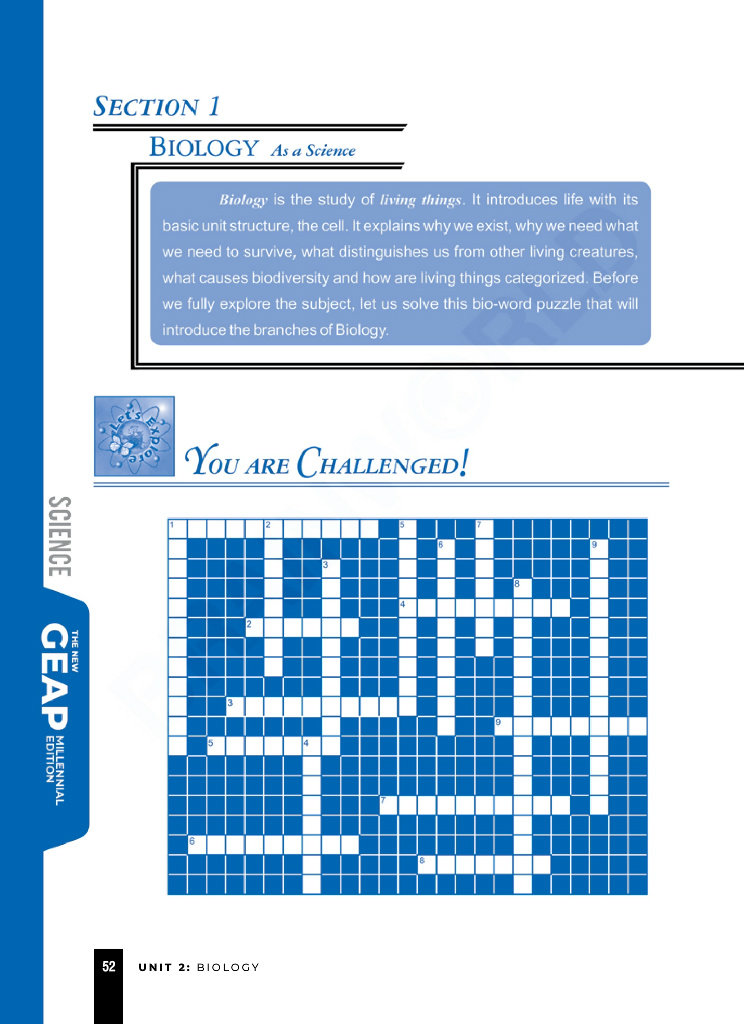 SECTION 1
BIOLOGY As a Science
Biology is the study of living things. It introduces life with its
basic unit structure, the cell. It explains why we exist, why we need what
we need to survive, what distinguishes us from other living creatures,
what causes biodiversity and how are living things categorized. Before
we fully explore the subject, let us solve this bio-word puzzle that will
introduce the branches of Biology.
Let's Explore
YOU ARE CHALLENGED!
1 2 5 7
6 9
3
8
4
2
3
9
5 4
7
6
8
SCIENCE
THE NEW
GEAP
MILLENNIAL
EDITION
52 UNIT 2: BIOLOGY